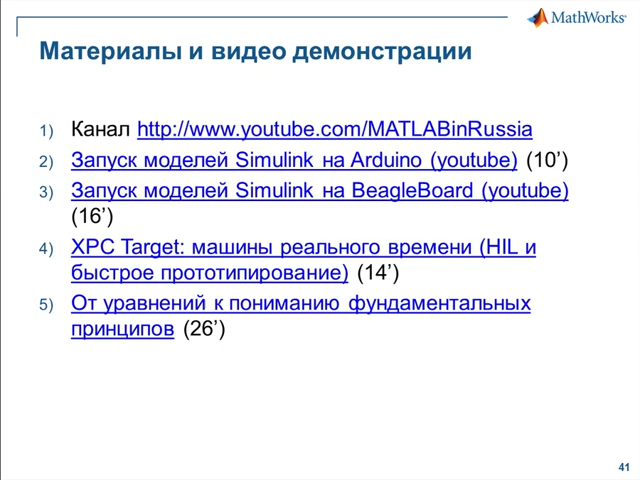 MathWorks®
Материалы и видео демонстрации
1) Канал http://www.youtube.com/MATLABinRussia
2) Запуск моделей Simulink на Arduino (youtube) (10’)
3) Запуск моделей Simulink на BeagleBoard (youtube)
(16’)
4) XPC Target: машины реального времени (HIL и
быстрое прототипирование) (14’)
5) От уравнений к пониманию фундаментальных
принципов (26’)
41